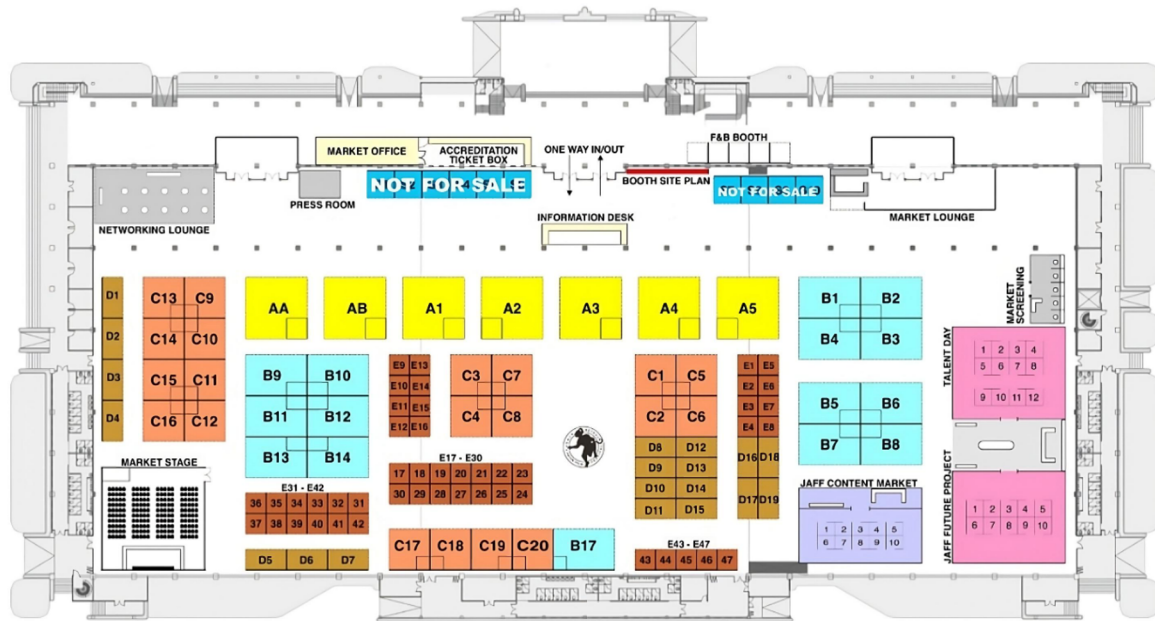 MARKET OFFICE
ACCREDITATION
TICKET BOX
ONE WAY IN/OUT
F&B BOOTH
NOT FOR SALE
BOOTH SITE PLAN
NOT FOR SALE
PRESS ROOM
NETWORKING LOUNGE
INFORMATION DESK
MARKET LOUNGE
MARKET SCREENING
D1
D2
D3
D4
C13 C9
C14 C10
C15 C11
C16 C12
AA
AB
A1
A2
A3
A4
A5
B1 B2
B4 B3
B9 B10
B11 B12
B13 B14
E9 E13
E10 E14
E11 E15
E12 E16
C3 C7
C4 C8
C1 C5
C2 C6
D8 D12
D9 D13
D10 D14
D11 D15
E1 E5
E2 E6
E3 E7
E4 E8
D16 D18
D17 D19
B5 B6
B7 B8
TALENT DAY
1 2 3 4
5 6 7 8
9 10 11 12
MARKET STAGE
E31 - E42
36 35 34 33 32 31
37 38 39 40 41 42
D5 D6 D7
E17 - E30
17 18 19 20 21 22 23
30 29 28 27 26 25 24
C17 C18 C19 C20 B17
E43 - E47
43 44 45 46 47
JAFF CONTENT MARKET
1 2 3 4 5
6 7 8 9 10
JAFF FUTURE PROJECT
1 2 3 4 5
6 7 8 9 10